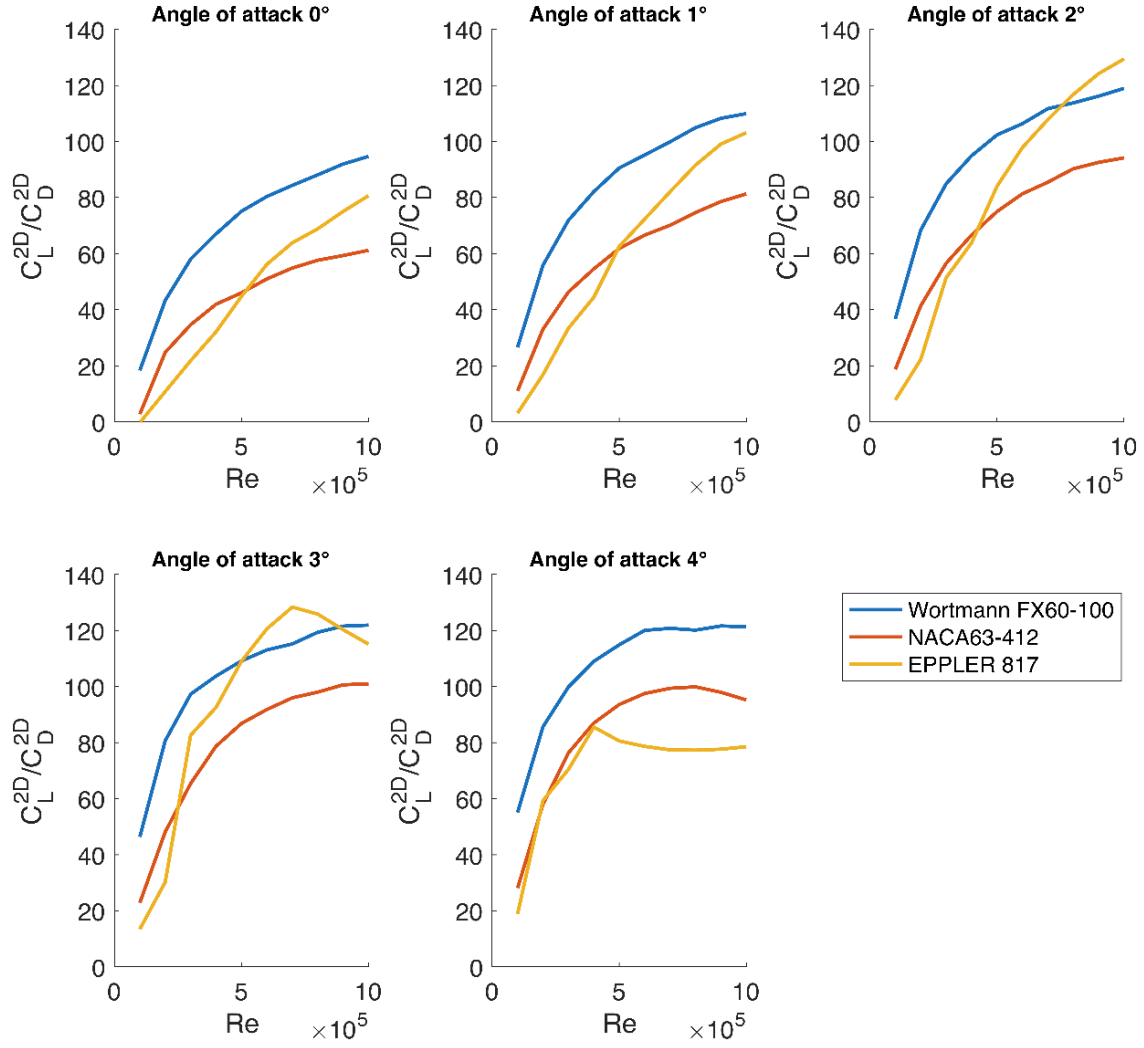 Angle of attack 0°
140
120
100
80
60
40
20
0
C_L^2D/C_D^2D
0 5 10
Re
×10^5
Angle of attack 1°
140
120
100
80
60
40
20
0
C_L^2D/C_D^2D
0 5 10
Re
×10^5
Angle of attack 2°
140
120
100
80
60
40
20
0
C_L^2D/C_D^2D
0 5 10
Re
×10^5
Angle of attack 3°
140
120
100
80
60
40
20
0
C_L^2D/C_D^2D
0 5 10
Re
×10^5
Angle of attack 4°
140
120
100
80
60
40
20
0
C_L^2D/C_D^2D
0 5 10
Re
×10^5
Wortmann FX60-100
NACA63-412
EPPLER 817